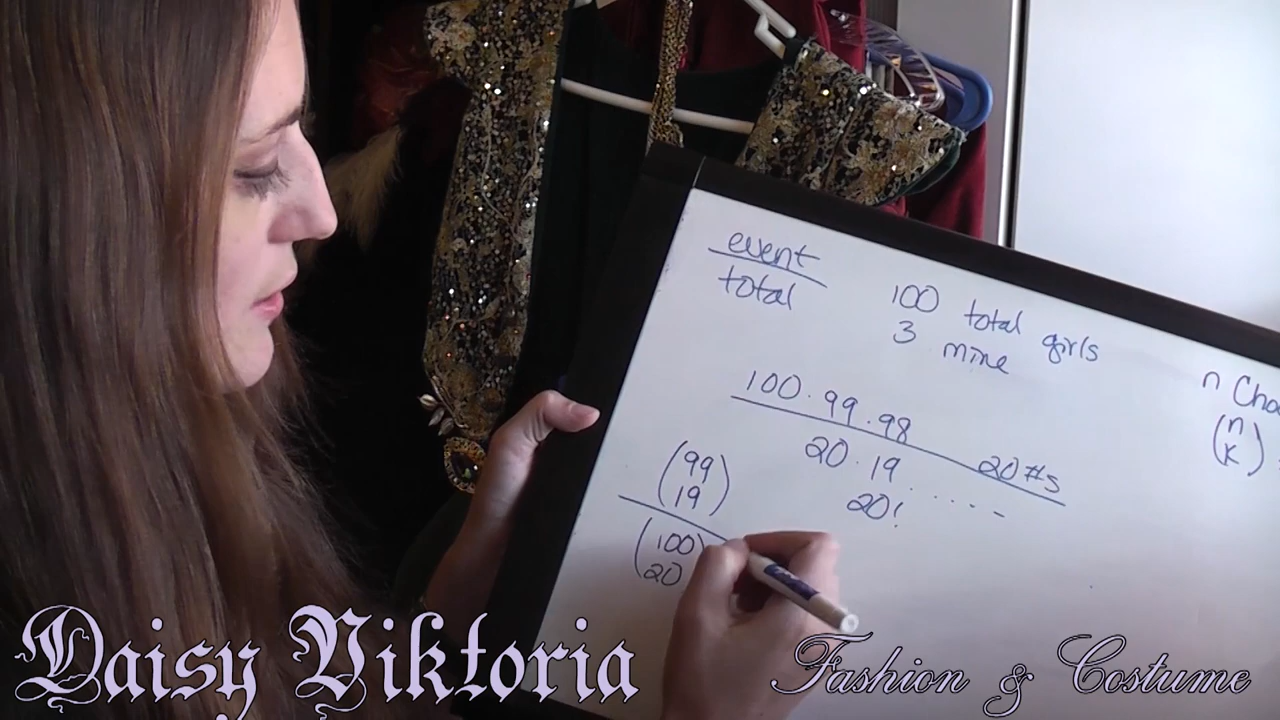 event
total
100 total girls
3 mine
100 · 99 · 98
20 #s
20 · 19 . . . . .
20!
n Cho
(n
k)
(99
19)
(100
20
Daisy Viktoria
Fashion & Costume